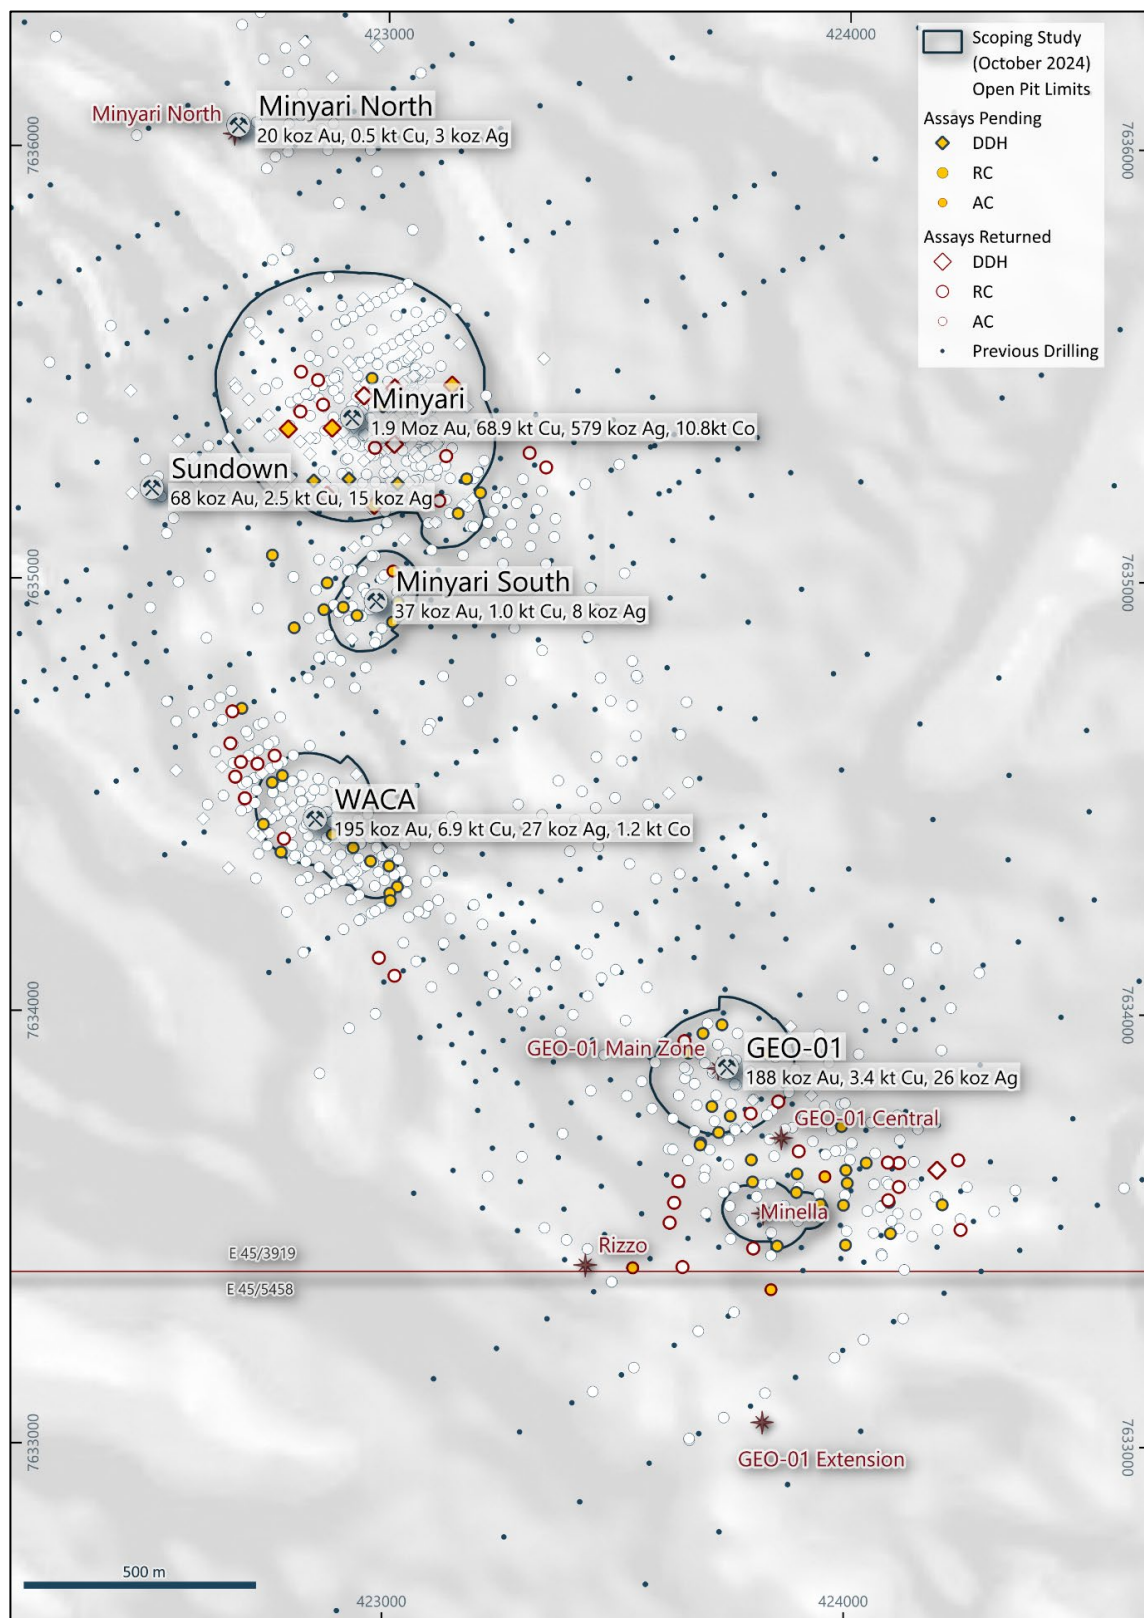 423000
424000
Scoping Study
(October 2024)
Open Pit Limits
Assays Pending
DDH
RC
AC
Assays Returned
DDH
RC
AC
Previous Drilling
Minyari North
Minyari North
20 koz Au, 0.5 kt Cu, 3 koz Ag
7636000
7636000
Minyari
1.9 Moz Au, 68.9 kt Cu, 579 koz Ag, 10.8kt Co
Sundown
68 koz Au, 2.5 kt Cu, 15 koz Ag
7635000
7635000
Minyari South
37 koz Au, 1.0 kt Cu, 8 koz Ag
WACA
195 koz Au, 6.9 kt Cu, 27 koz Ag, 1.2 kt Co
7634000
7634000
GEO-01 Main Zone
GEO-01
188 koz Au, 3.4 kt Cu, 26 koz Ag
GEO-01 Central
Minella
Rizzo
E 45/3919
E 45/5458
7633000
7633000
GEO-01 Extension
500 m
423000
424000